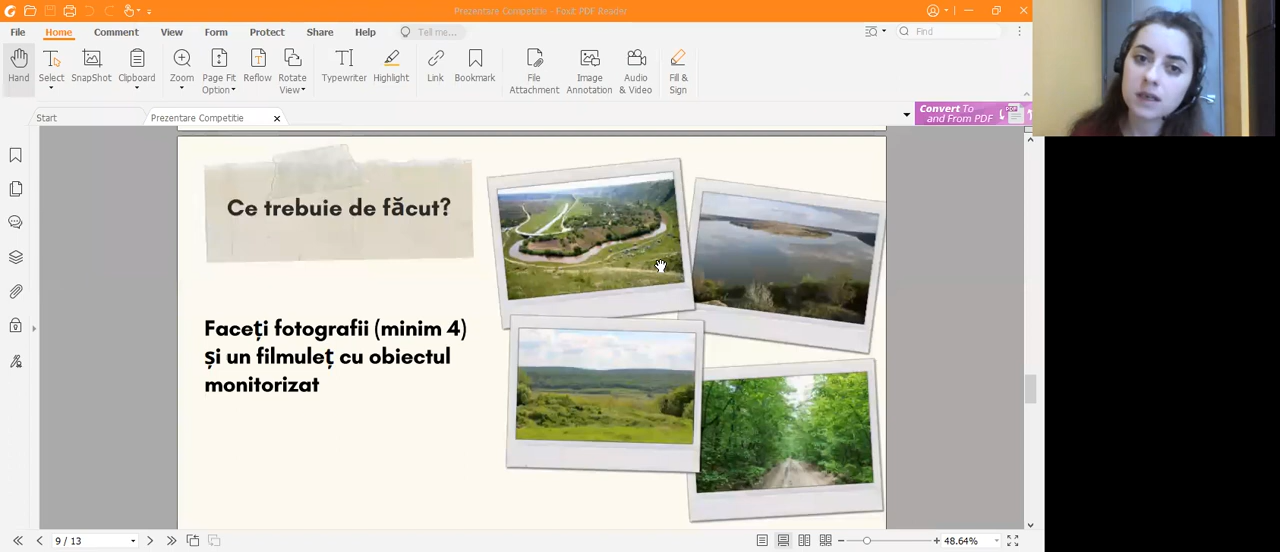 Prezentare Competitie - Foxit PDF Reader
File Home Comment View Form Protect Share Help Tell me... Find
Hand Select SnapShot Clipboard Zoom Page Fit Option Reflow Rotate View Typewriter Highlight Link Bookmark File Attachment Image Annotation Audio & Video Fill & Sign
Start Prezentare Competitie
Convert To and From PDF
Ce trebuie de făcut?
Faceți fotografii (minim 4)
și un filmuleț cu obiectul
monitorizat
9 / 13 48.64%